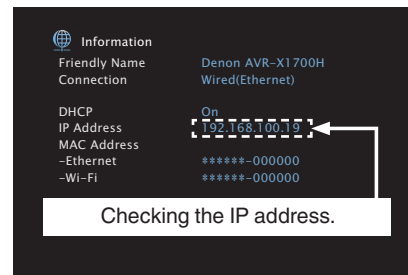 Information
Friendly Name Denon AVR-X1700H
Connection Wired(Ethernet)
DHCP On
IP Address 192.168.100.19
MAC Address
-Ethernet ******-000000
-Wi-Fi ******-000000
Checking the IP address.